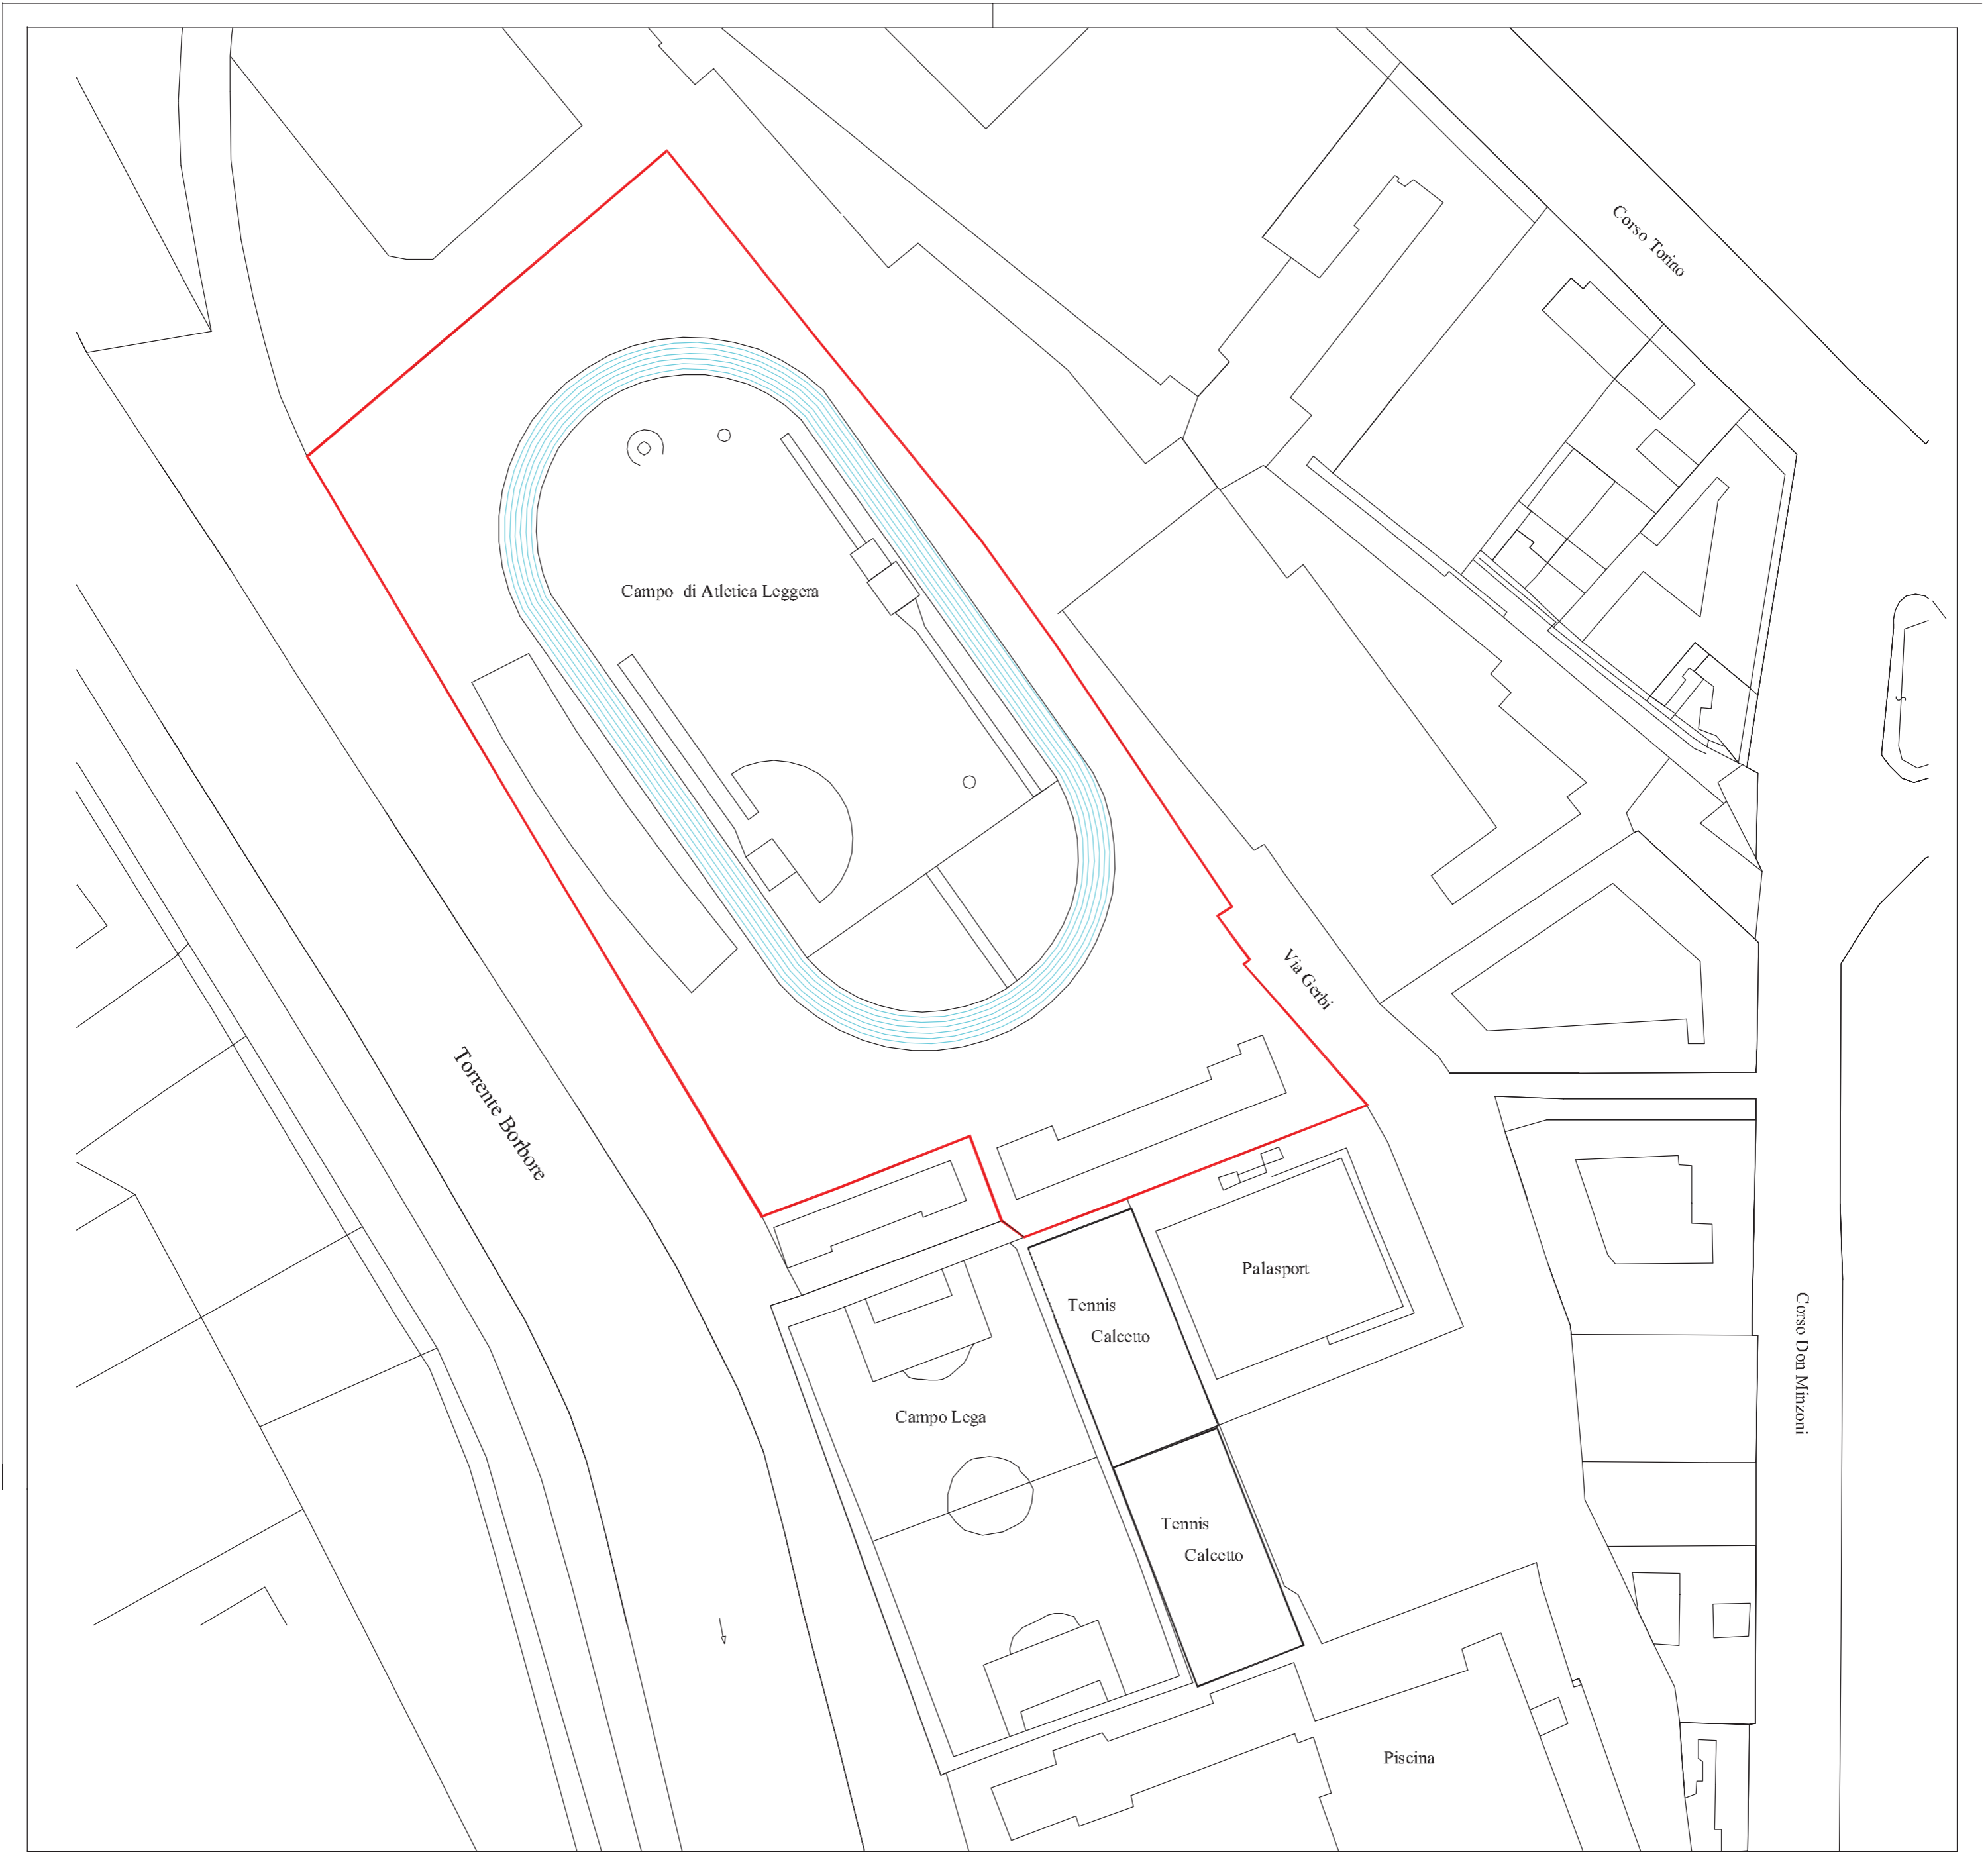 Corso Torino
Campo di Atletica Leggera
Via Gerbi
Torrente Borbore
Palasport
Tennis
Calcetto
Corso Don Minzoni
Campo Lega
Tennis
Calcetto
Piscina